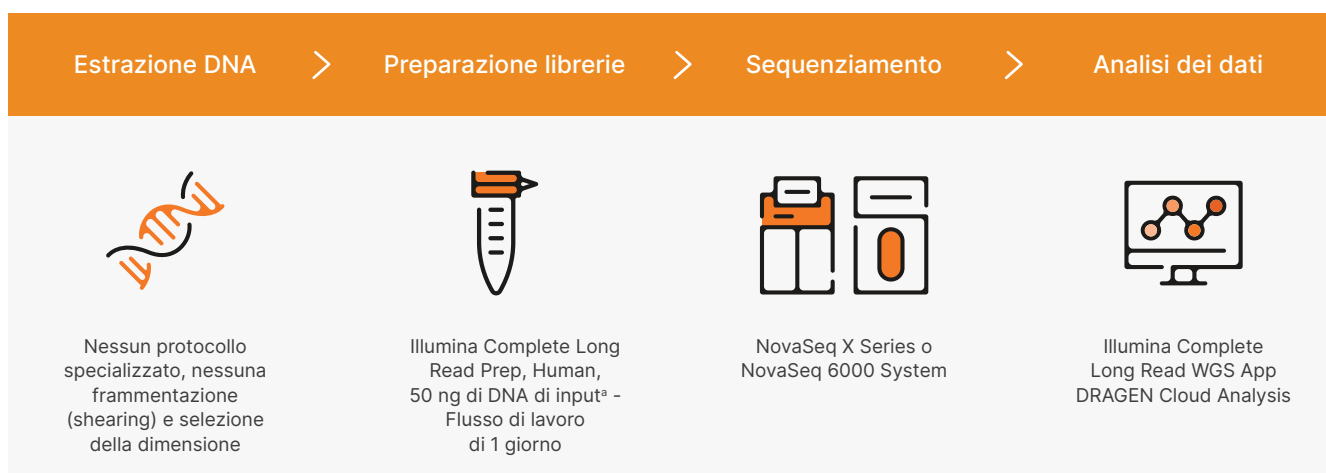 Estrazione DNA
Preparazione librerie
Sequenziamento
Analisi dei dati
Nessun protocollo
specializzato, nessuna
frammentazione
(shearing) e selezione
della dimensione
Illumina Complete Long
Read Prep, Human,
50 ng di DNA di inputᵃ -
Flusso di lavoro
di 1 giorno
NovaSeq X Series o
NovaSeq 6000 System
Illumina Complete
Long Read WGS App
DRAGEN Cloud Analysis